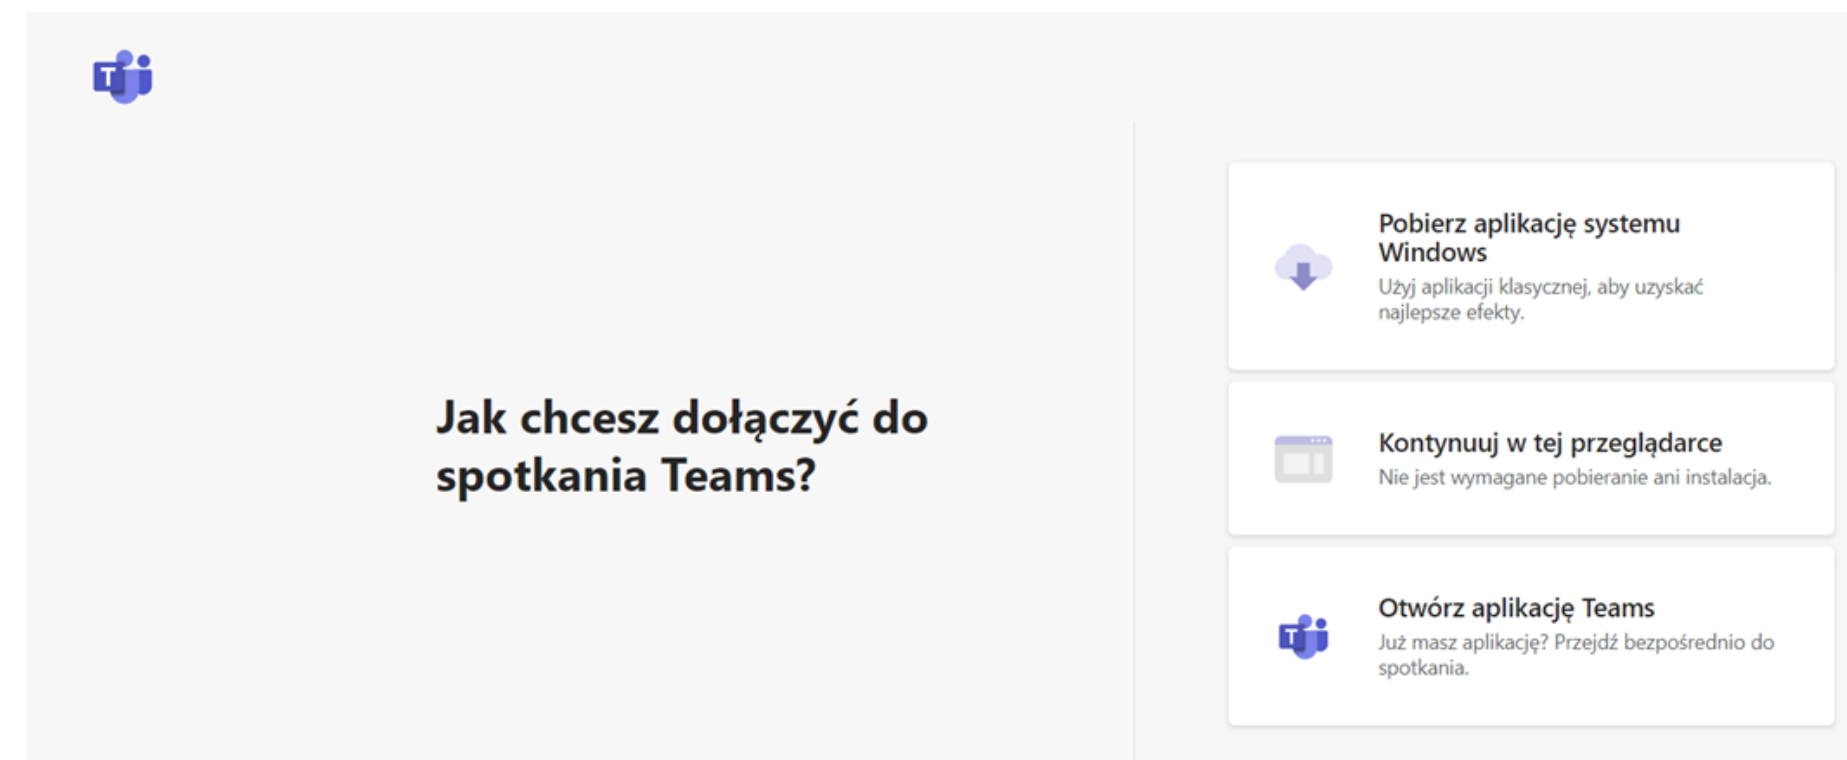 T
Jak chcesz dołączyć do
spotkania Teams?
Pobierz aplikację systemu
Windows
Użyj aplikacji klasycznej, aby uzyskać
najlepsze efekty.
Kontynuuj w tej przeglądarce
Nie jest wymagane pobieranie ani instalacja.
T
Otwórz aplikację Teams
Już masz aplikację? Przejdź bezpośrednio do
spotkania.